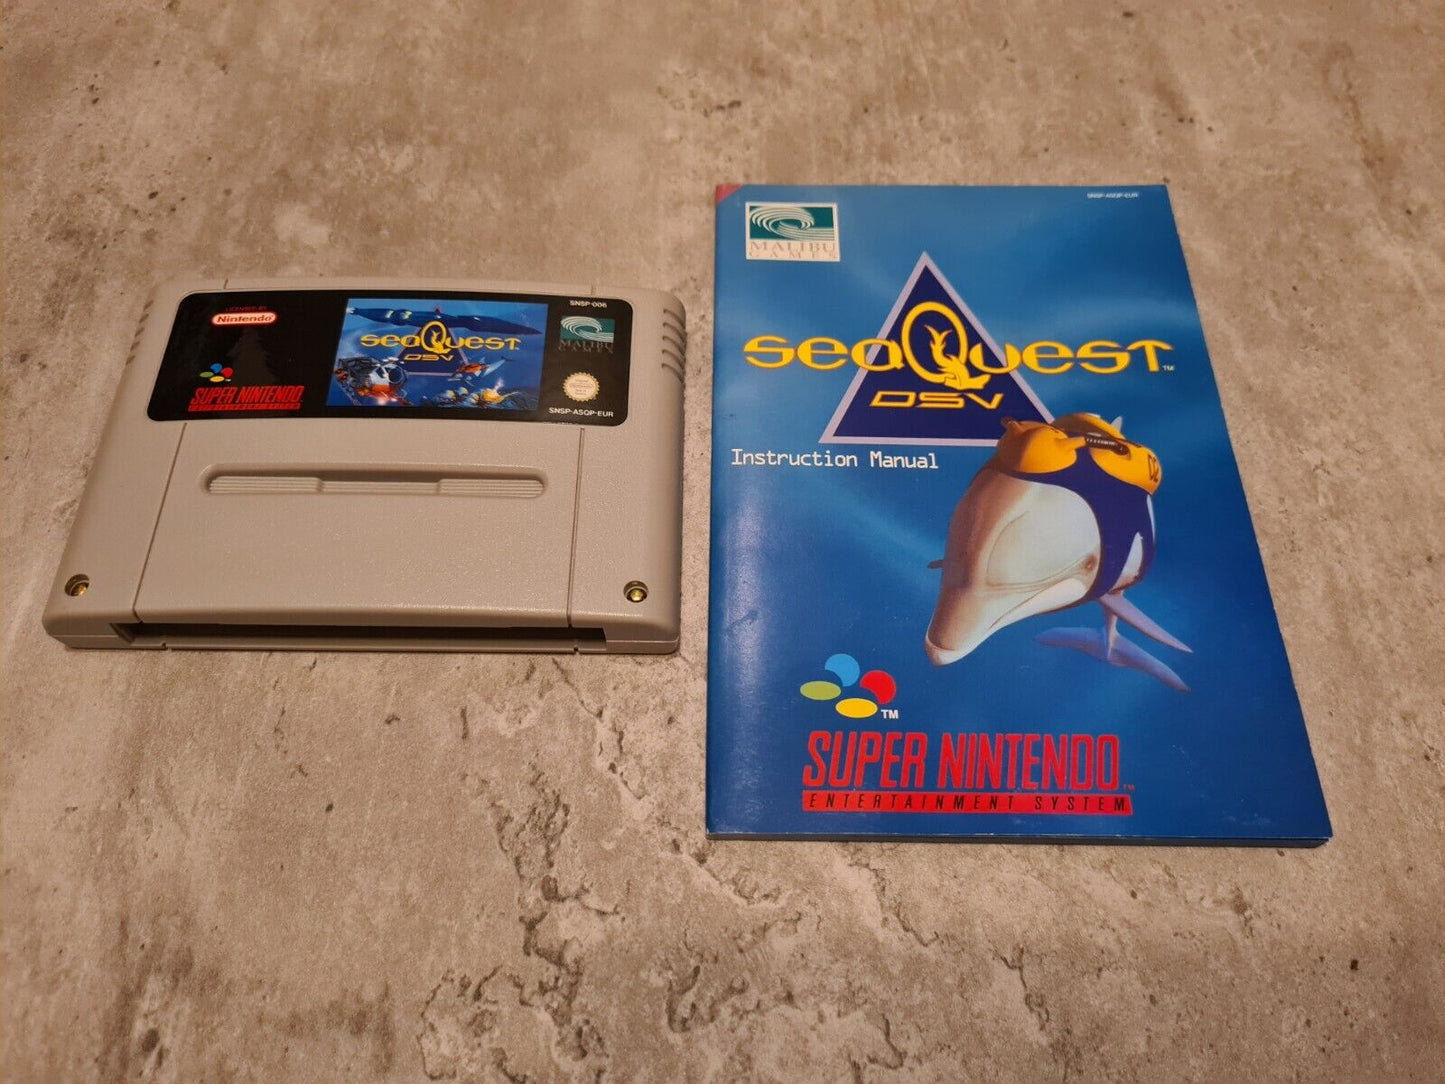 LICENSED BY
Nintendo
SUPER NINTENDO
ENTERTAINMENT SYSTEM
seaQuest
DSV
SNSP-006
MALIBU
GAMES
SNSP-ASQP-EUR
SNSP-ASQP-EUR
MALIBU
GAMES
seaQuest TM
DSV
Instruction Manual
TM
SUPER NINTENDO TM
ENTERTAINMENT SYSTEM